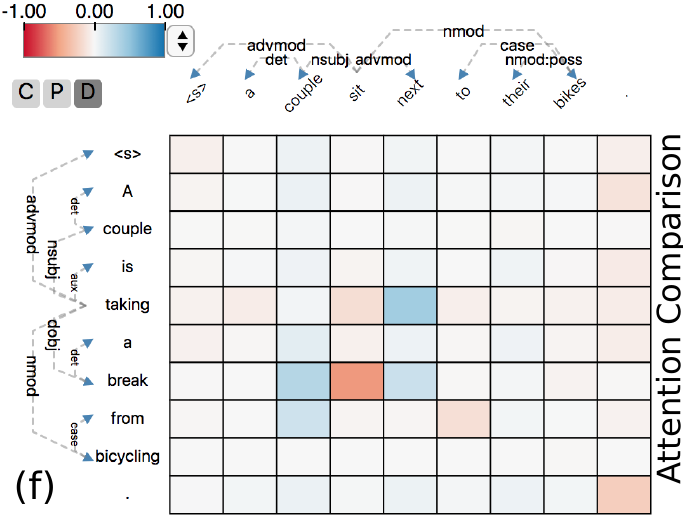 -1.00 0.00 1.00
nmod
advmod case
det nsubj advmod nmod:poss
C P D
<s> a couple sit next to their bikes .
<s>
A
det
couple
advmod
nsubj
is
aux
taking
dobj
a
det
break
nmod
from
case
bicycling
.
Attention Comparison
(f)